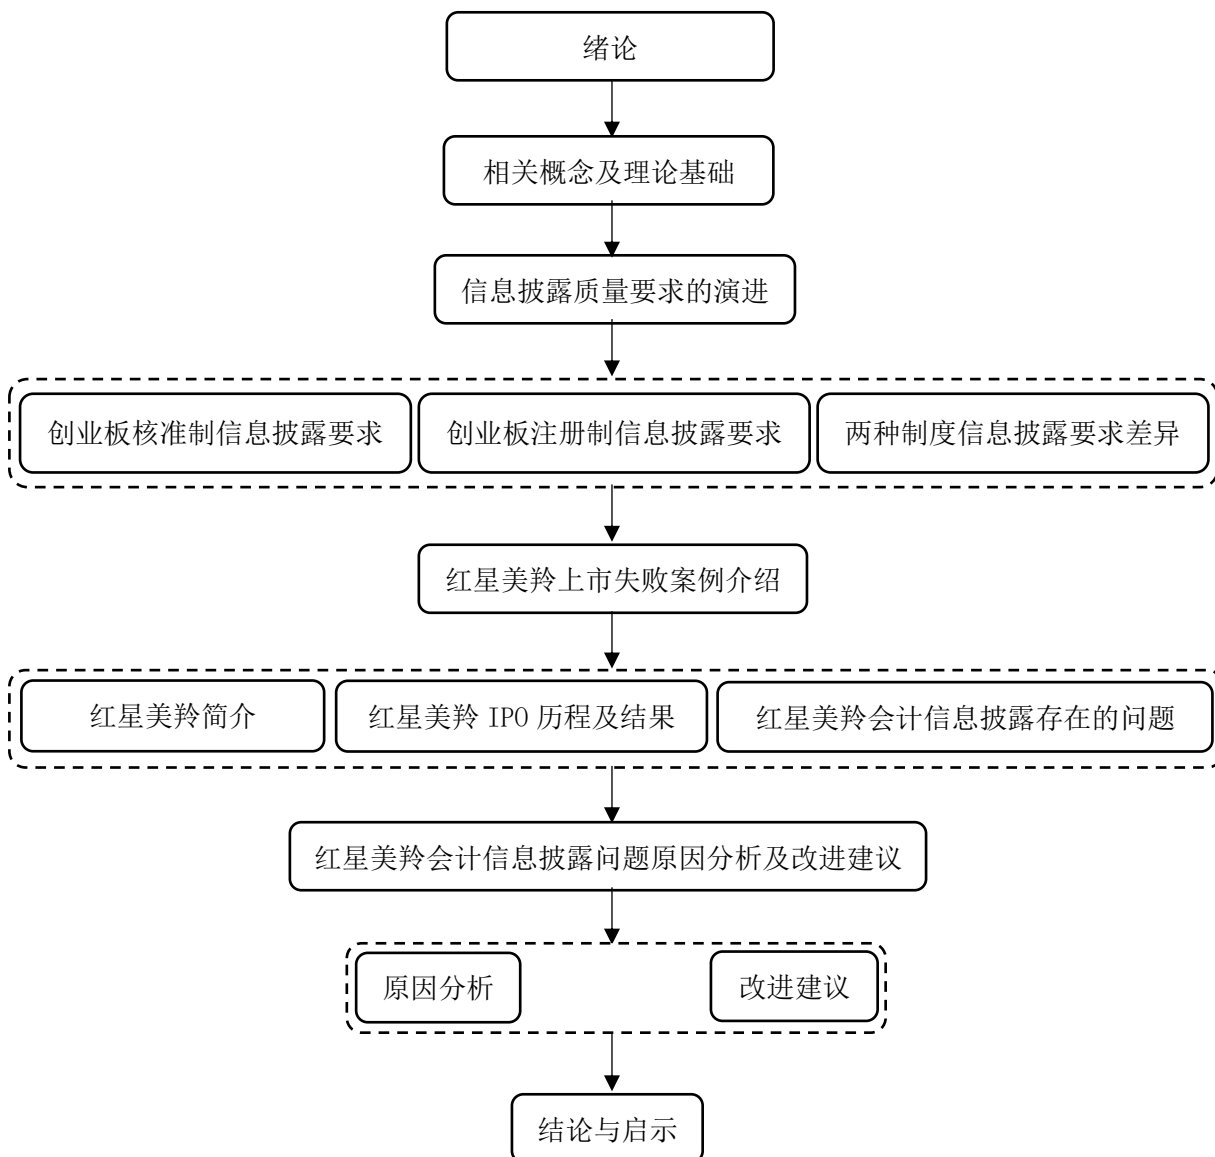 绪论
相关概念及理论基础
信息披露质量要求的演进
创业板核准制信息披露要求
创业板注册制信息披露要求
两种制度信息披露要求差异
红星美羚上市失败案例介绍
红星美羚简介
红星美羚 IPO 历程及结果
红星美羚会计信息披露存在的问题
红星美羚会计信息披露问题原因分析及改进建议
原因分析
改进建议
结论与启示